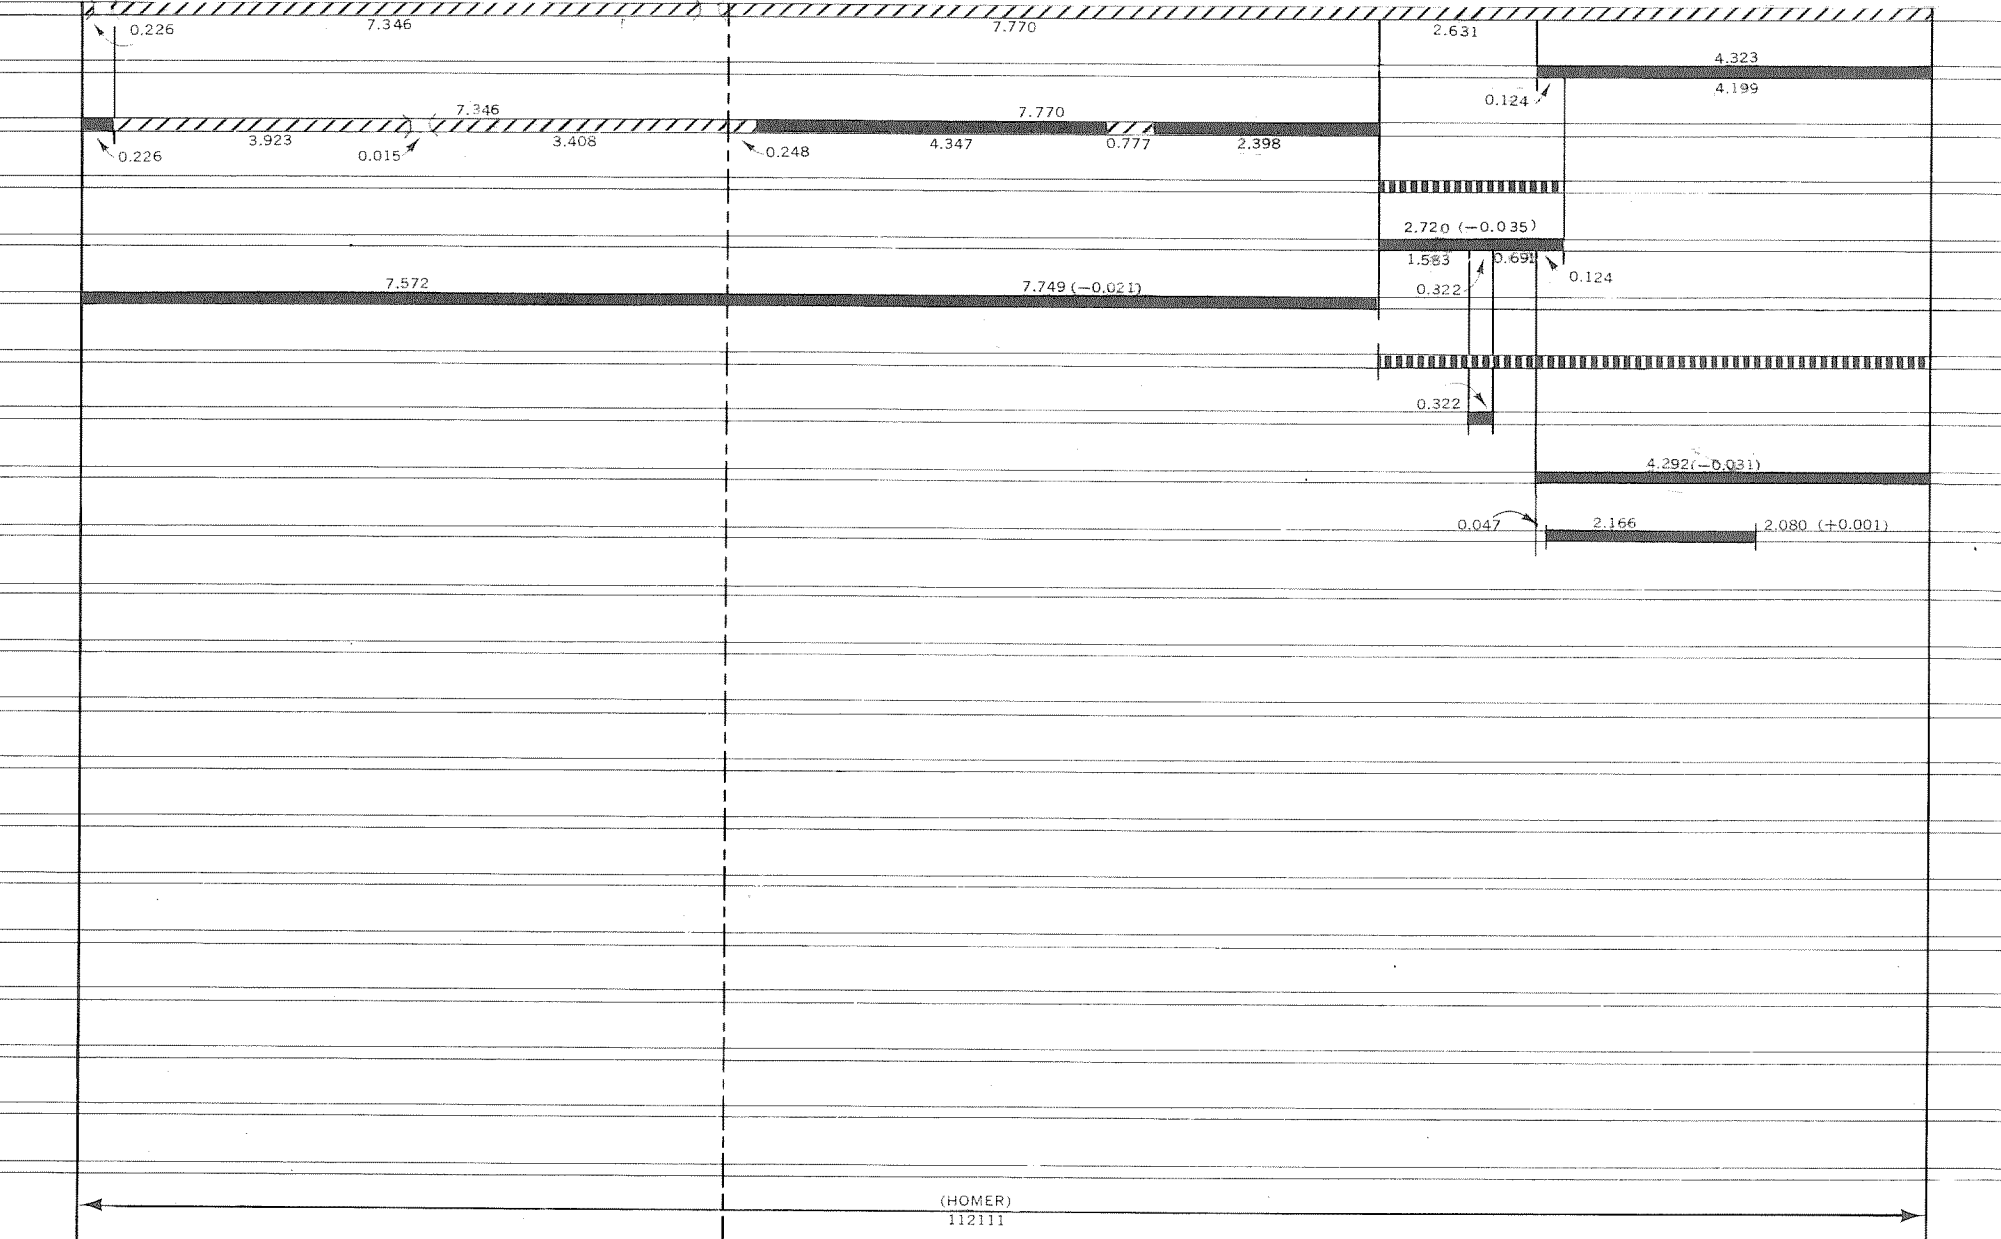 0.226 7.346 7.770 2.631
4.323
0.124 4.199
7.346 7.770
3.923 0.015 3.408 0.248 4.347 0.777 2.398
0.226
2.720 (−0.035)
1.583 0.691
0.322 0.124
7.572 7.749 (−0.021)
0.322
4.292 (−0.031)
0.047 2.166 2.080 (+0.001)
(HOMER)
112111